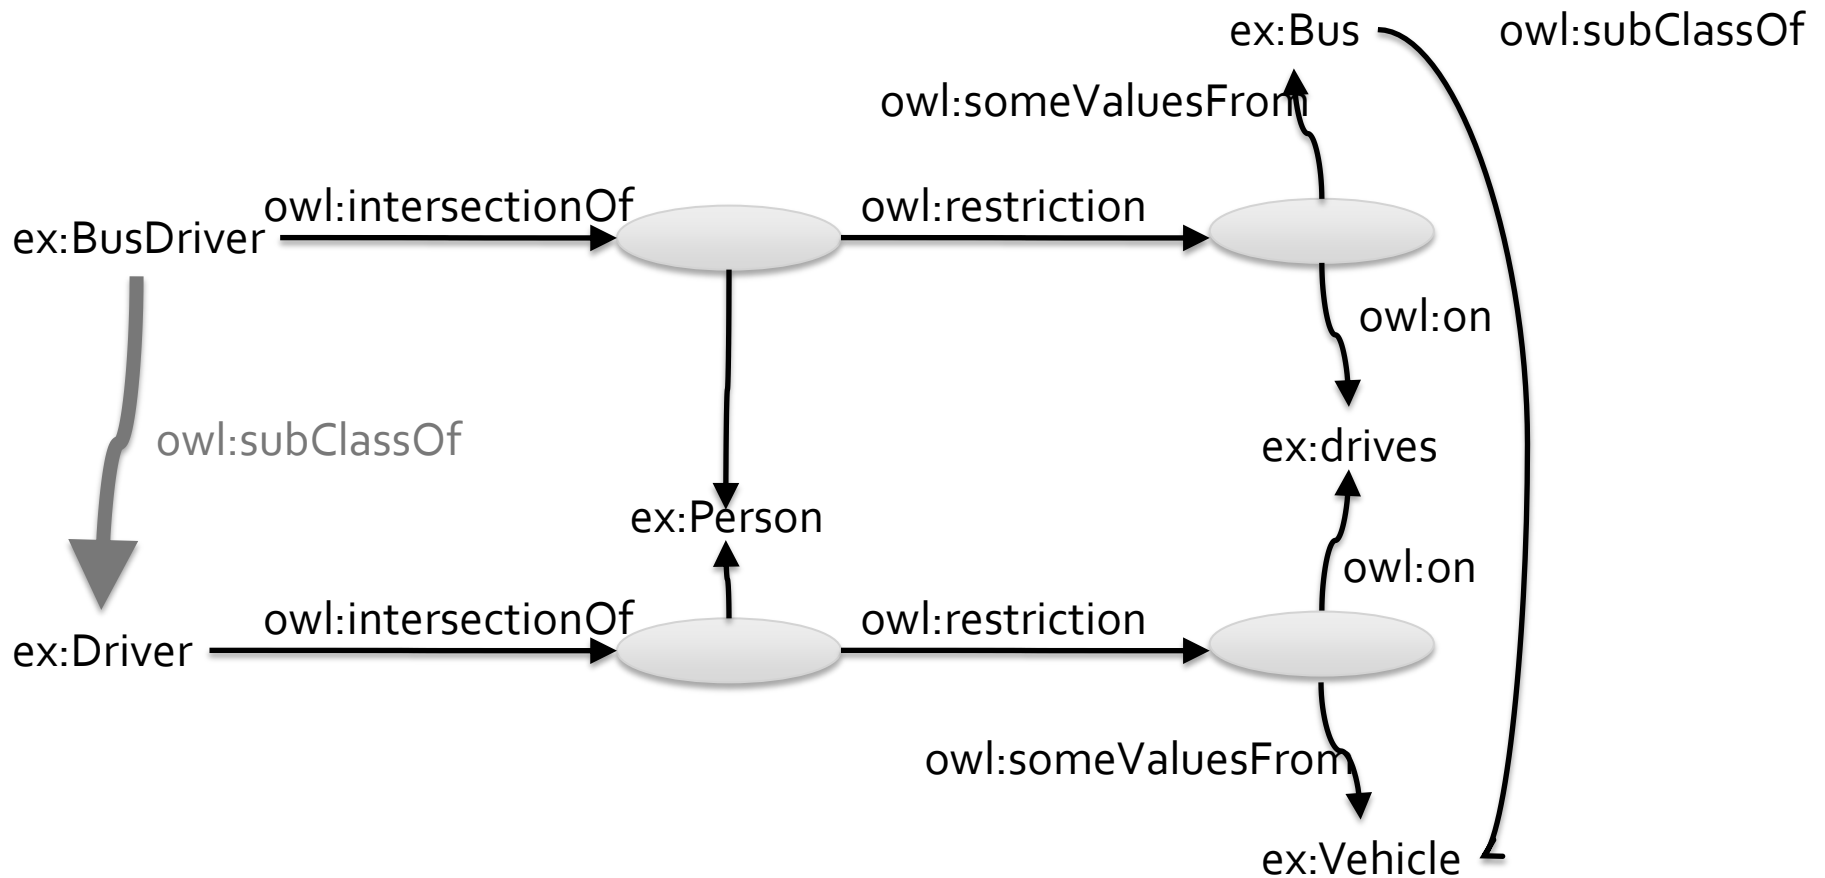 ex:Bus
owl:subClassOf
owl:someValuesFrom
owl:intersectionOf
owl:restriction
ex:BusDriver
owl:on
owl:subClassOf
ex:drives
ex:Person
owl:on
owl:intersectionOf
owl:restriction
ex:Driver
owl:someValuesFrom
ex:Vehicle